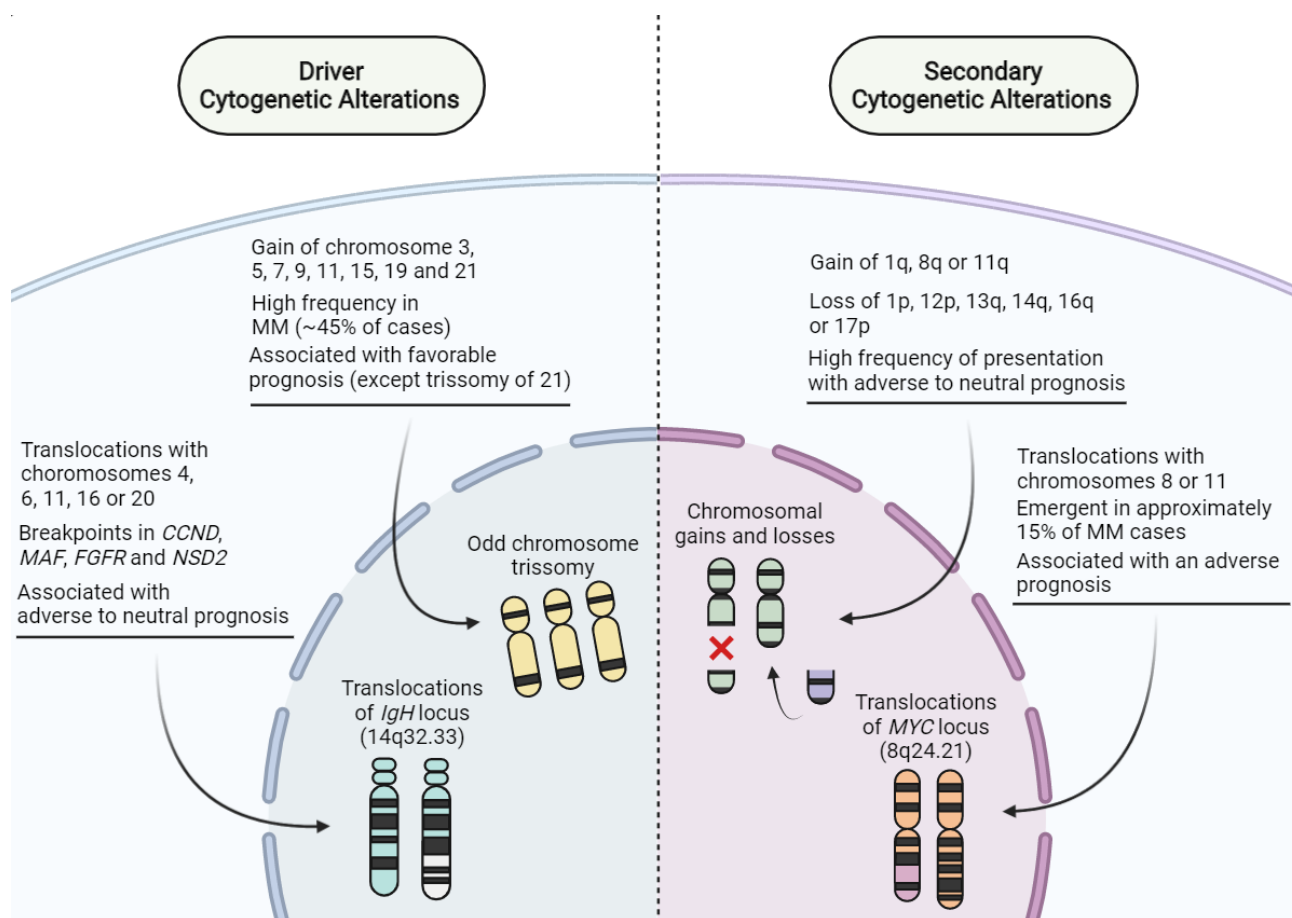 Driver
Cytogenetic Alterations
Secondary
Cytogenetic Alterations
Gain of chromosome 3,
5, 7, 9, 11, 15, 19 and 21
High frequency in
MM (~45% of cases)
Associated with favorable
prognosis (except trissomy of 21)
Translocations with
choromosomes 4,
6, 11, 16 or 20
Breakpoints in CCND,
MAF, FGFR and NSD2
Associated with
adverse to neutral prognosis
Odd chromosome
trissomy
Translocations
of IgH locus
(14q32.33)
Gain of 1q, 8q or 11q
Loss of 1p, 12p, 13q, 14q, 16q
or 17p
High frequency of presentation
with adverse to neutral prognosis
Translocations with
chromosomes 8 or 11
Emergent in approximately
15% of MM cases
Associated with an adverse
prognosis
Chromosomal
gains and losses
Translocations
of MYC locus
(8q24.21)